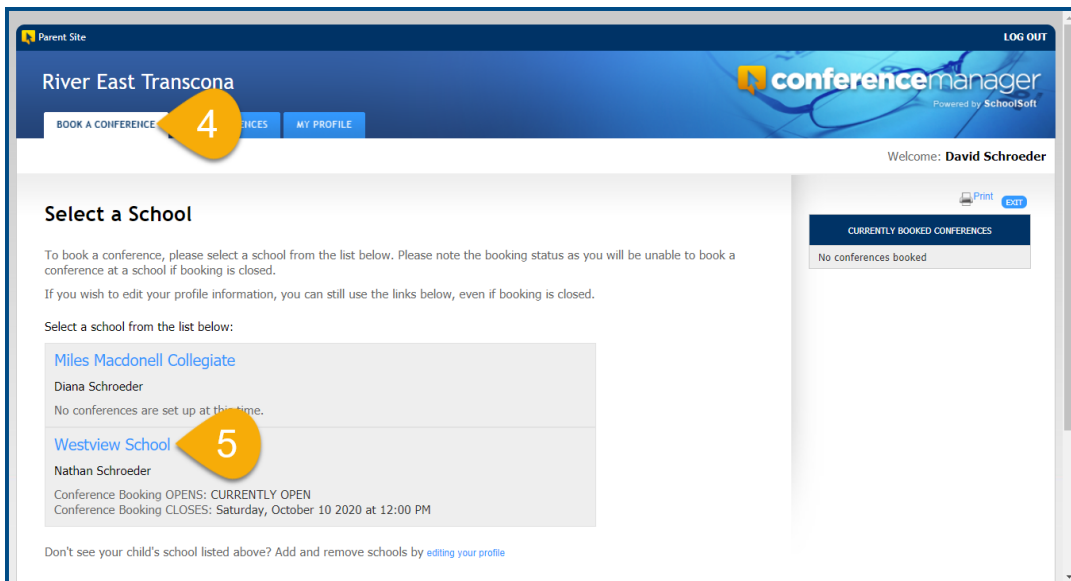 Parent Site
LOG OUT
River East Transcona
conferencemanager
Powered by SchoolSoft
BOOK A CONFERENCE
4
ENCES
MY PROFILE
Welcome: David Schroeder
Print
EXIT
Select a School
CURRENTLY BOOKED CONFERENCES
No conferences booked
To book a conference, please select a school from the list below. Please note the booking status as you will be unable to book a
conference at a school if booking is closed.
If you wish to edit your profile information, you can still use the links below, even if booking is closed.
Select a school from the list below:
Miles Macdonell Collegiate
Diana Schroeder
No conferences are set up at this time.
Westview School
5
Nathan Schroeder
Conference Booking OPENS: CURRENTLY OPEN
Conference Booking CLOSES: Saturday, October 10 2020 at 12:00 PM
Don't see your child's school listed above? Add and remove schools by editing your profile